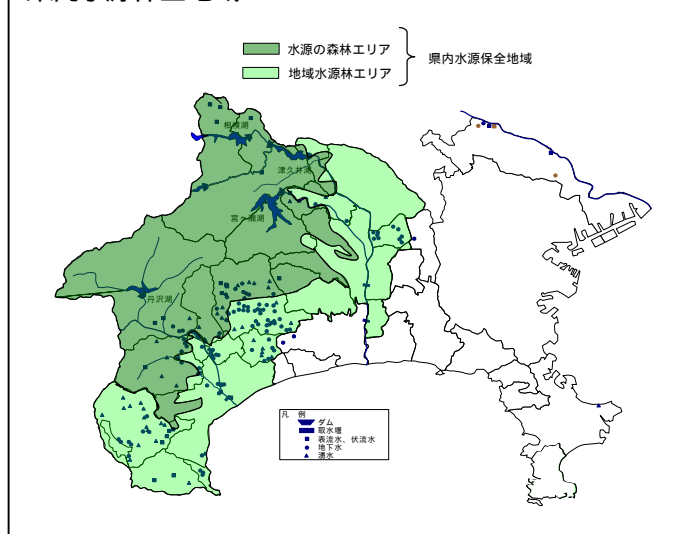 水源の森林エリア
地域水源林エリア
県内水源保全地域
相模湖
津久井湖
宮ヶ瀬湖
丹沢湖
凡 例
ダム
取水堰
表流水、伏流水
地下水
湧水